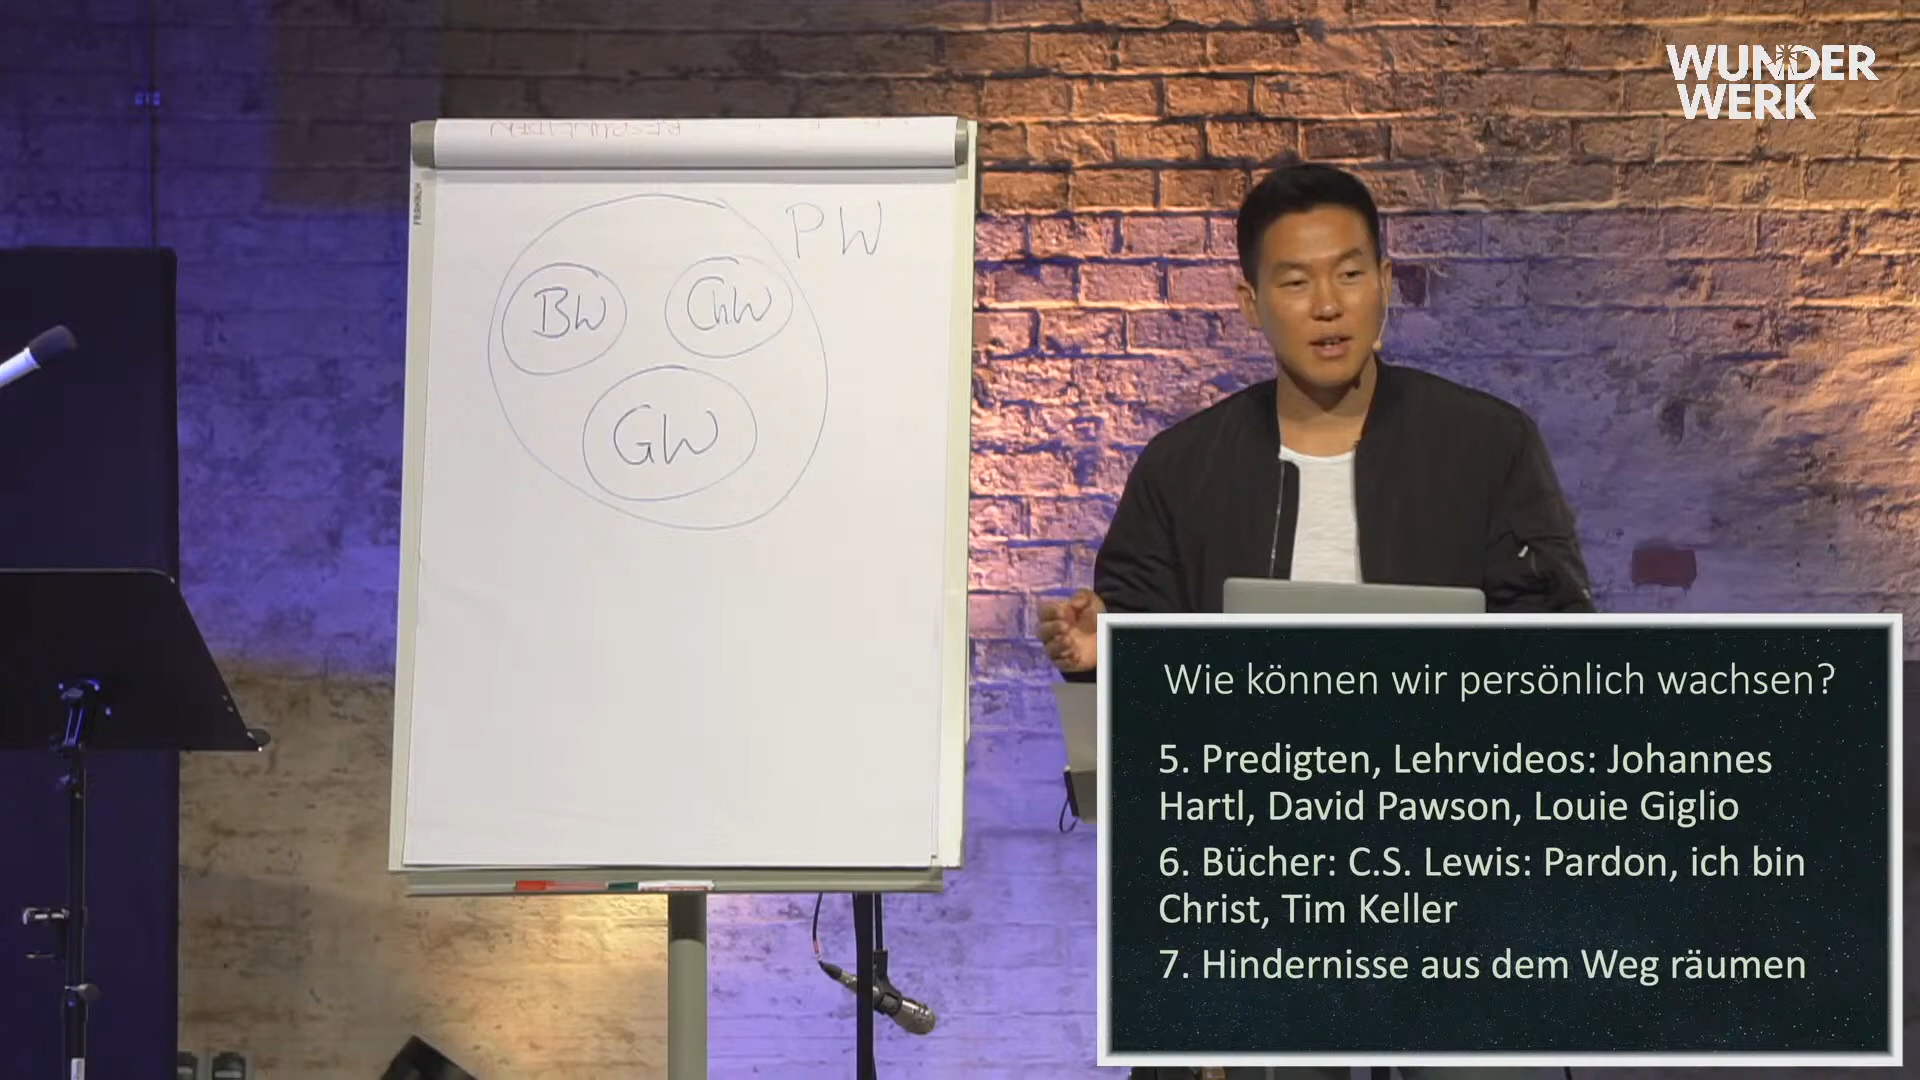 WUNDER
WERK
PW
BW
ChW
GW
Wie können wir persönlich wachsen?
5. Predigten, Lehrvideos: Johannes
Hartl, David Pawson, Louie Giglio
6. Bücher: C.S. Lewis: Pardon, ich bin
Christ, Tim Keller
7. Hindernisse aus dem Weg räumen